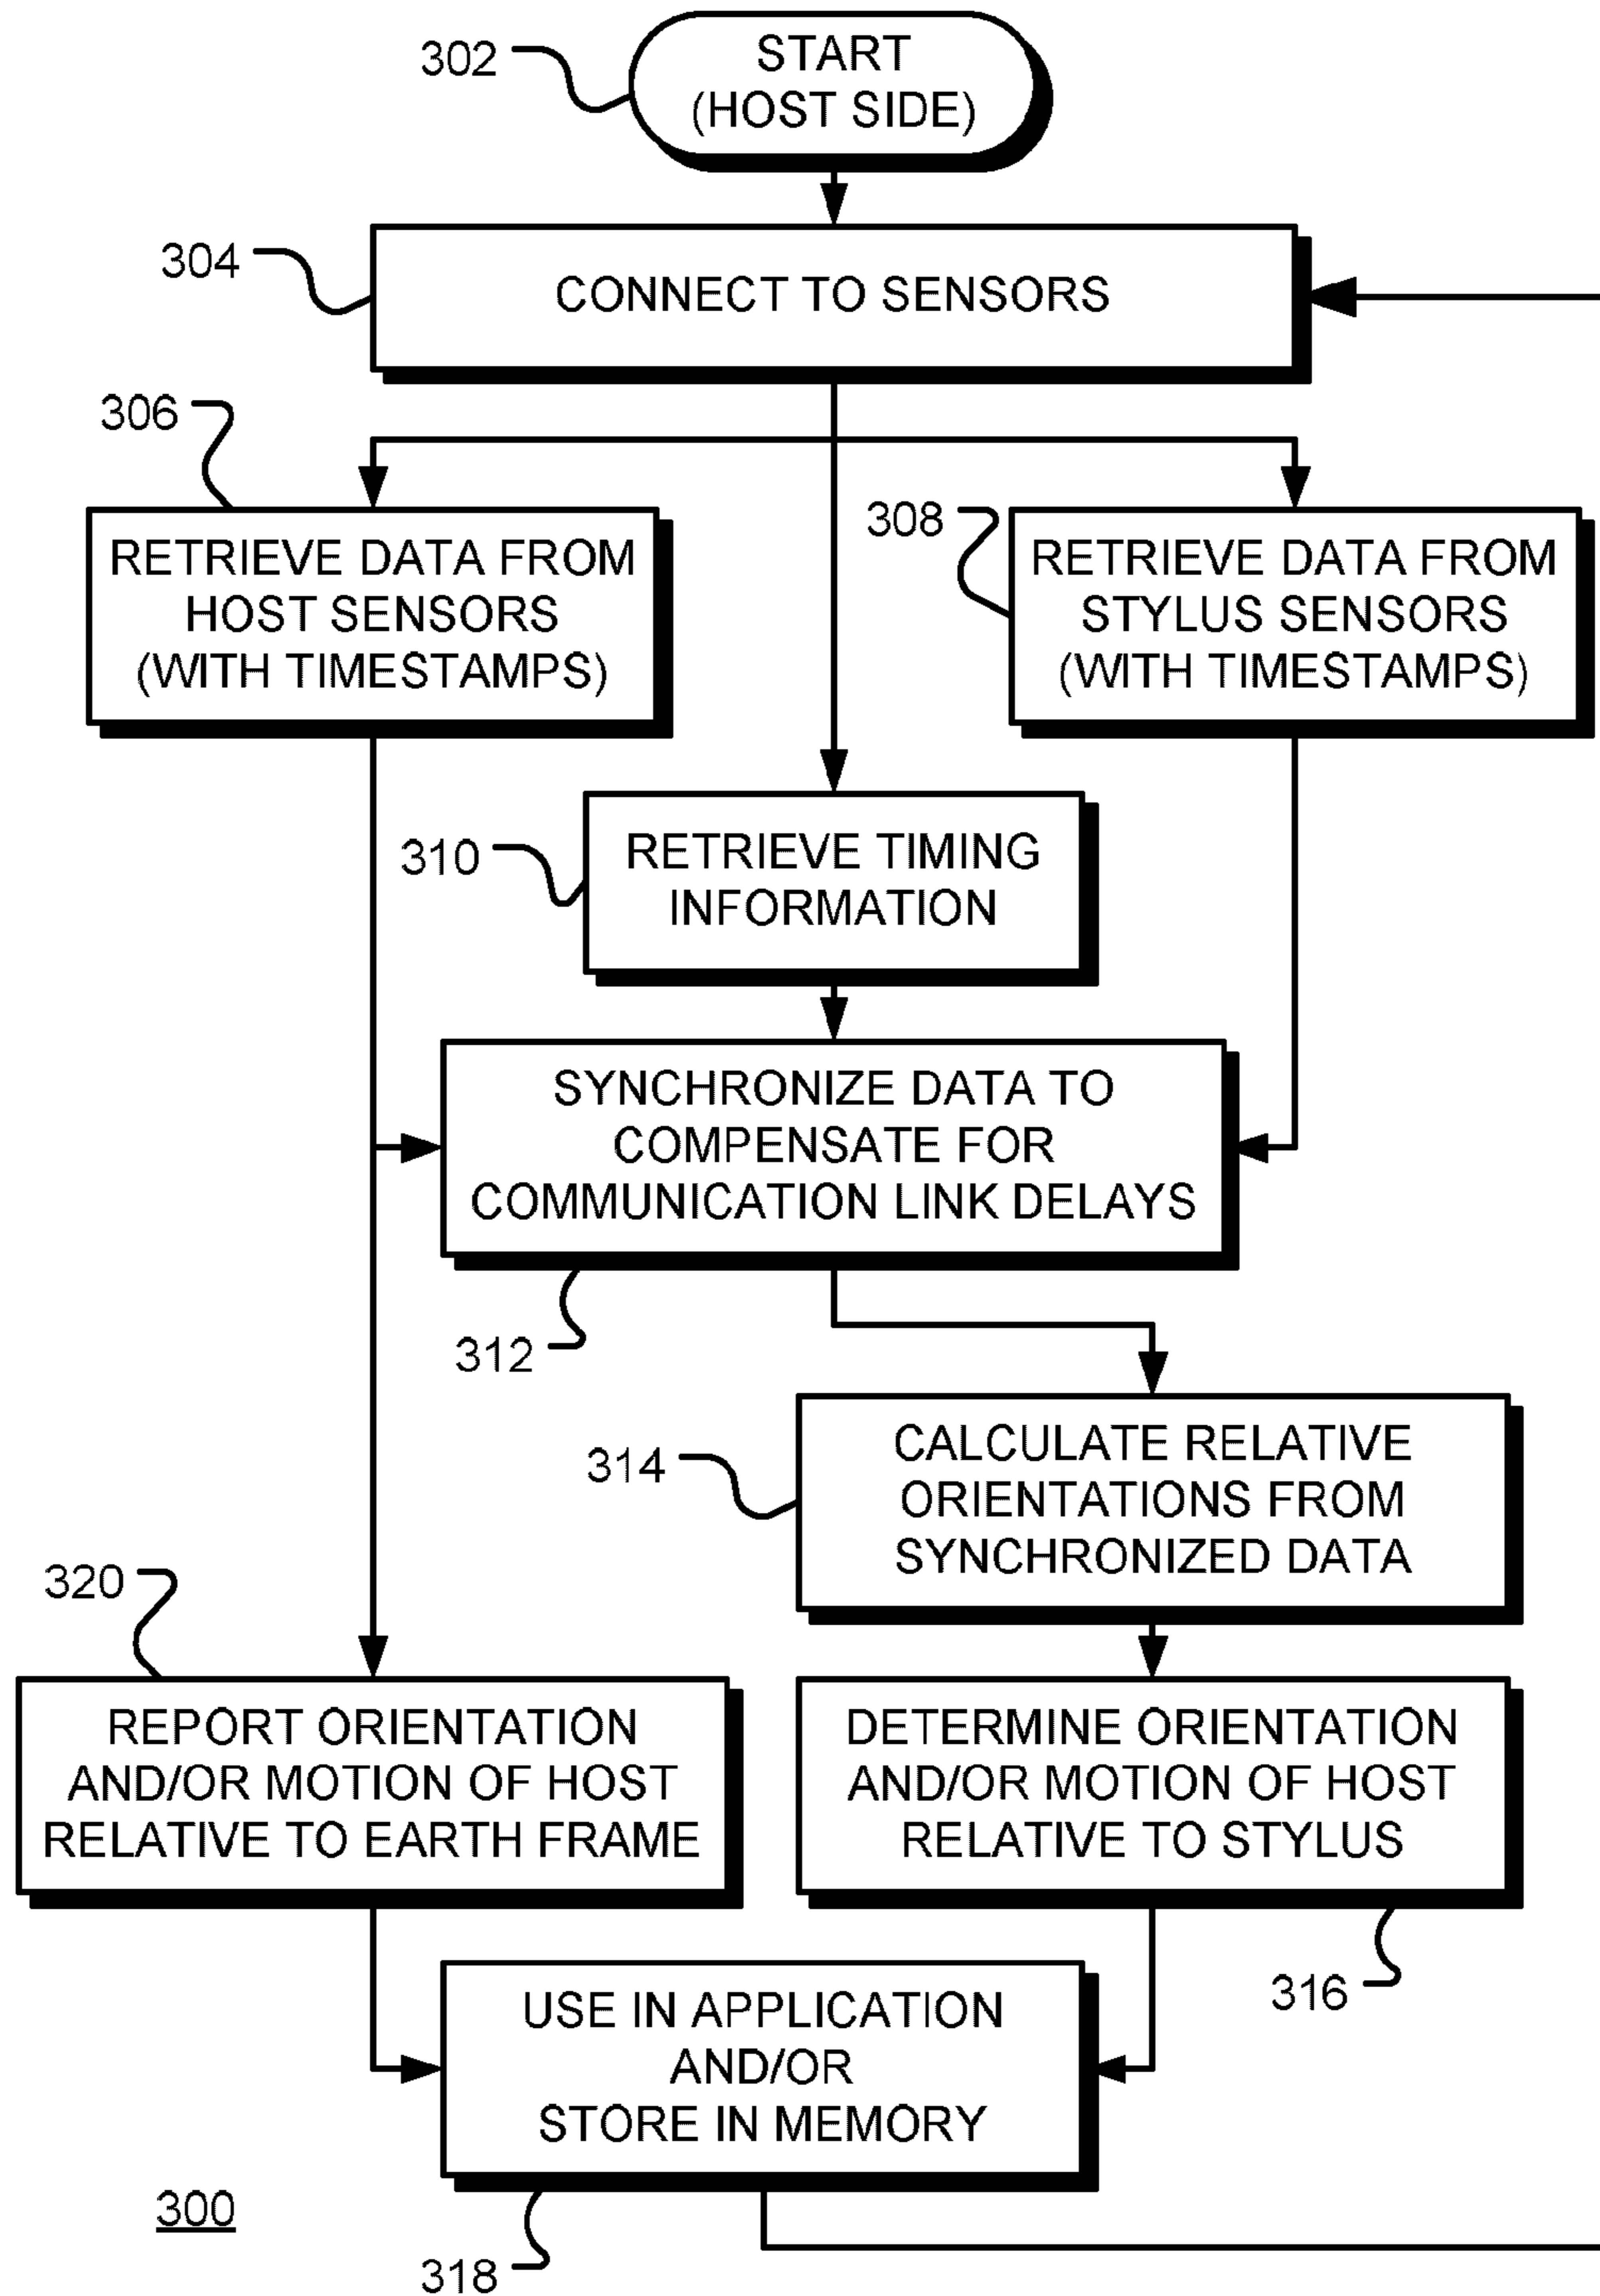 302
START
(HOST SIDE)
304
CONNECT TO SENSORS
306
RETRIEVE DATA FROM
HOST SENSORS
(WITH TIMESTAMPS)
308
RETRIEVE DATA FROM
STYLUS SENSORS
(WITH TIMESTAMPS)
310
RETRIEVE TIMING
INFORMATION
SYNCHRONIZE DATA TO
COMPENSATE FOR
COMMUNICATION LINK DELAYS
312
314
CALCULATE RELATIVE
ORIENTATIONS FROM
SYNCHRONIZED DATA
320
REPORT ORIENTATION
AND/OR MOTION OF HOST
RELATIVE TO EARTH FRAME
DETERMINE ORIENTATION
AND/OR MOTION OF HOST
RELATIVE TO STYLUS
316
USE IN APPLICATION
AND/OR
STORE IN MEMORY
300
318